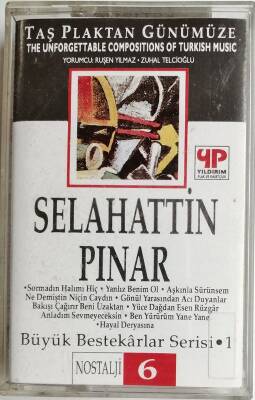 TAŞ PLAKTAN GÜNÜMÜZE
THE UNFORGETTABLE COMPOSITIONS OF TURKISH MUSIC
YORUMCU: RUŞEN YILMAZ • ZUHAL TELCİOĞLU
YP
YILDIRIM
SELAHATTİN
PINAR
•Sormadın Halımı Hiç • Yanlız Benim Ol • Aşkınla Sürünsem
Ne Demiştin Niçin Caydın • Gönül Yarasından Acı Duyanlar
Bakışı Çağırır Beni Uzaktan • Yüce Dağdan Esen Rüzgâr
Anladım Sevmeyeceksin • Ben Yürürüm Yane Yane
•Hayal Deryasına
Büyük Bestekârlar Serisi•1
NOSTALJİ 6